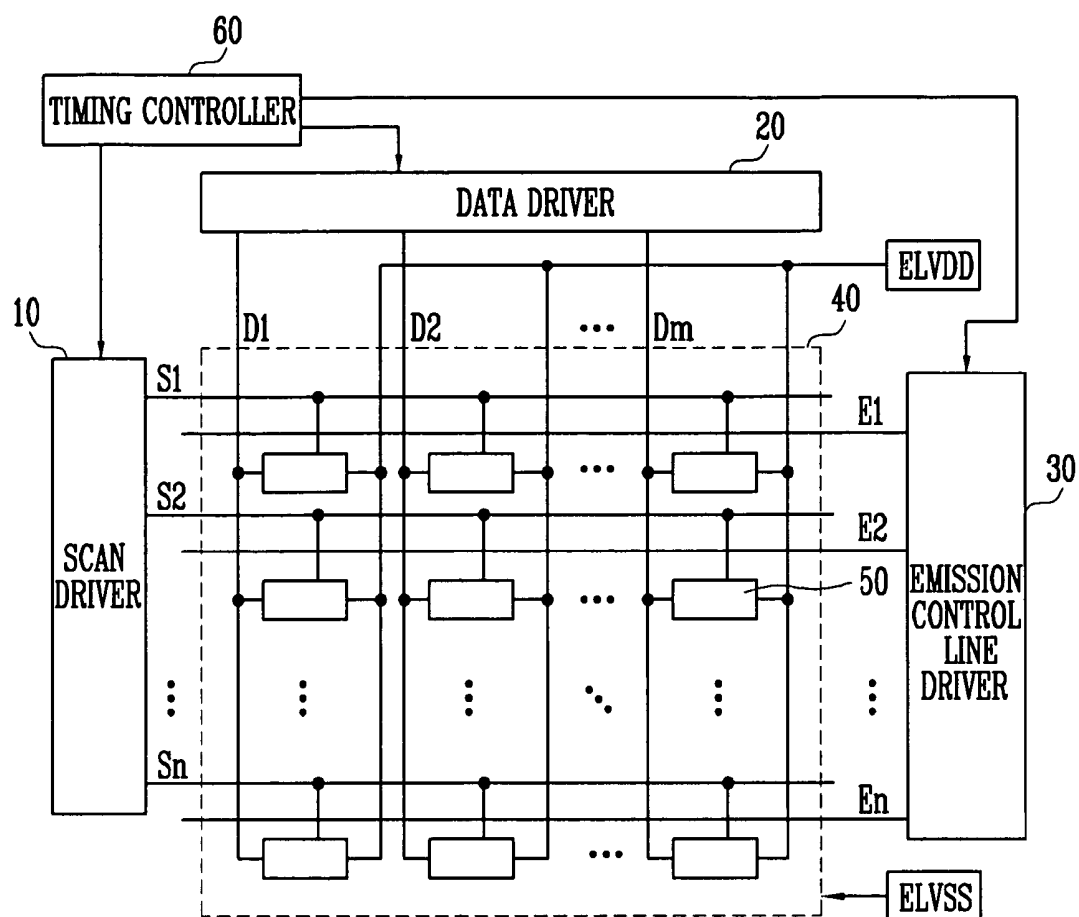 60
TIMING CONTROLLER
20
DATA DRIVER
ELVDD
10
D1
D2
Dm
40
S1
E1
S2
30
E2
SCAN
DRIVER
50
EMISSION
CONTROL
LINE
DRIVER
Sn
En
ELVSS